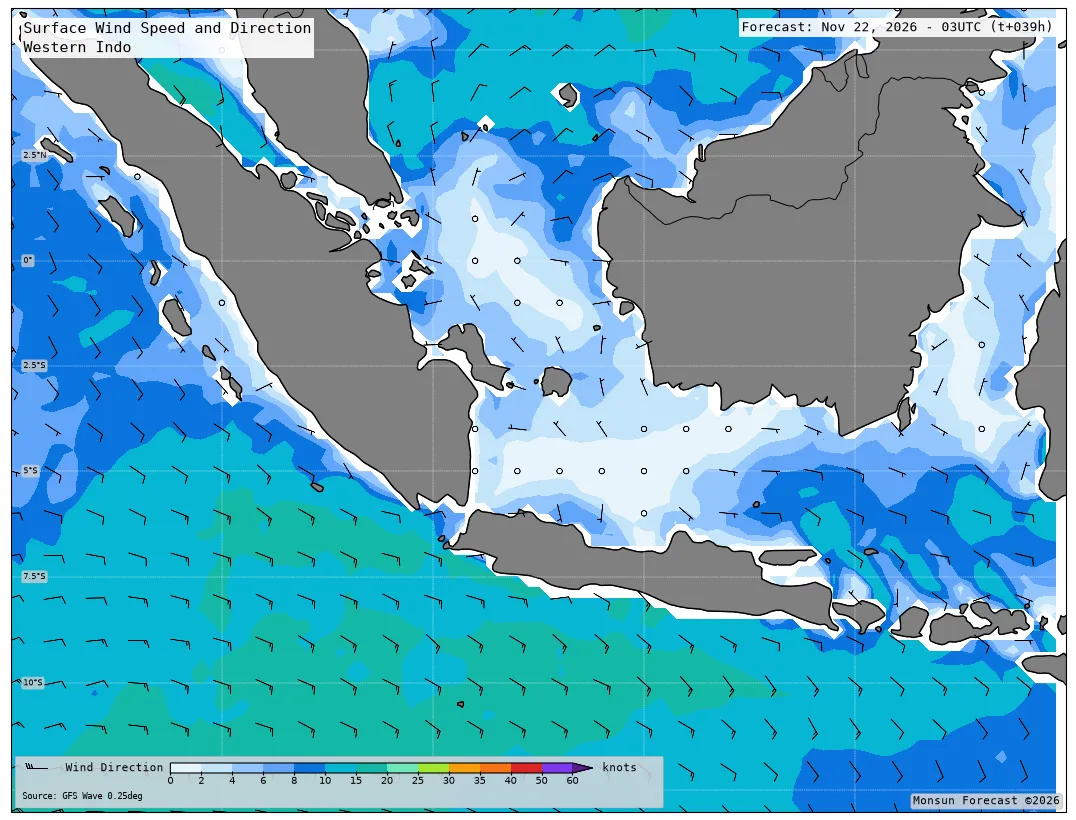 Surface Wind Speed and Direction
Western Indo
Forecast: Nov 22, 2026 - 03UTC (t+039h)
2.5°N
0°
2.5°S
5°S
7.5°S
10°S
Wind Direction
0 2 4 6 8 10 15 20 25 30 35 40 50 60
knots
Source: GFS Wave 0.25deg
Monsun Forecast ©2026